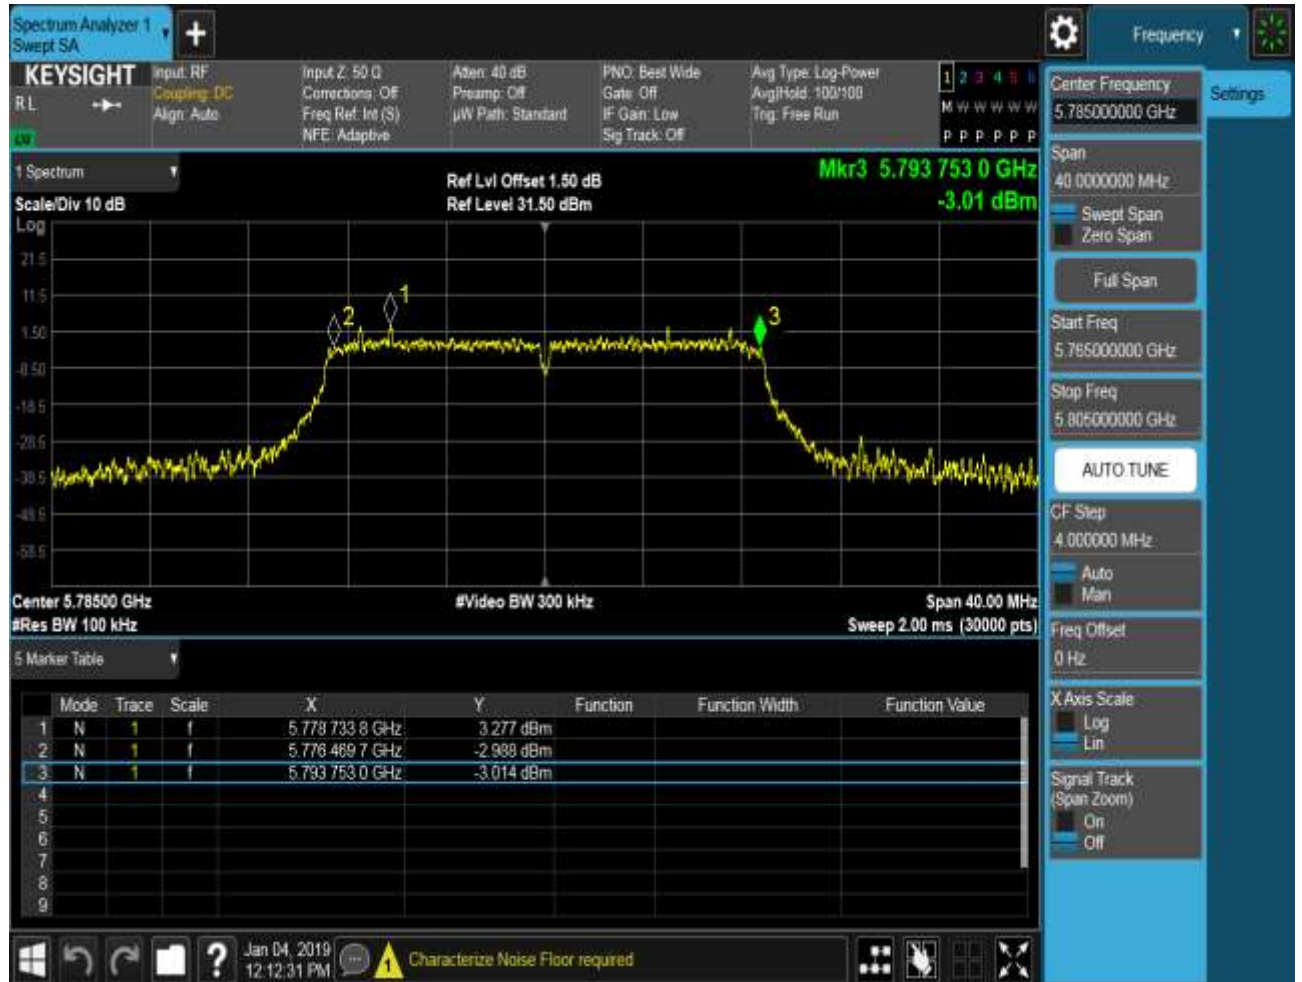 Spectrum Analyzer 1
Swept SA
Frequency
KEYSIGHT
RL
Input: RF
Coupling: DC
Align: Auto
Input Z: 50 Ω
Corrections: Off
Freq Ref: Int (S)
NFE: Adaptive
Atten: 40 dB
Preamp: Off
µW Path: Standard
PNO: Best Wide
Gate: Off
IF Gain: Low
Sig Track: Off
Avg Type: Log-Power
Avg|Hold: 100/100
Trig: Free Run
1 2 3 4 5 6
M W W W W W
P P P P P P
1 Spectrum
Scale/Div 10 dB
Ref Lvl Offset 1.50 dB
Ref Level 31.50 dBm
Mkr3 5.793 753 0 GHz
-3.01 dBm
Log
21.5
11.5
1.50
-8.50
-18.5
-28.5
-38.5
-48.5
-58.5
2
1
3
Center 5.78500 GHz
#Video BW 300 kHz
Span 40.00 MHz
#Res BW 100 kHz
Sweep 2.00 ms (30000 pts)
5 Marker Table
Mode Trace Scale X Y Function Function Width Function Value
1 N 1 f 5.778 733 8 GHz 3.277 dBm
2 N 1 f 5.776 469 7 GHz -2.988 dBm
3 N 1 f 5.793 753 0 GHz -3.014 dBm
4
5
6
7
8
9
Jan 04, 2019
12:12:31 PM
Characterize Noise Floor required
Settings
Center Frequency
5.785000000 GHz
Span
40.0000000 MHz
Swept Span
Zero Span
Full Span
Start Freq
5.765000000 GHz
Stop Freq
5.805000000 GHz
AUTO TUNE
CF Step
4.000000 MHz
Auto
Man
Freq Offset
0 Hz
X Axis Scale
Log
Lin
Signal Track
(Span Zoom)
On
Off